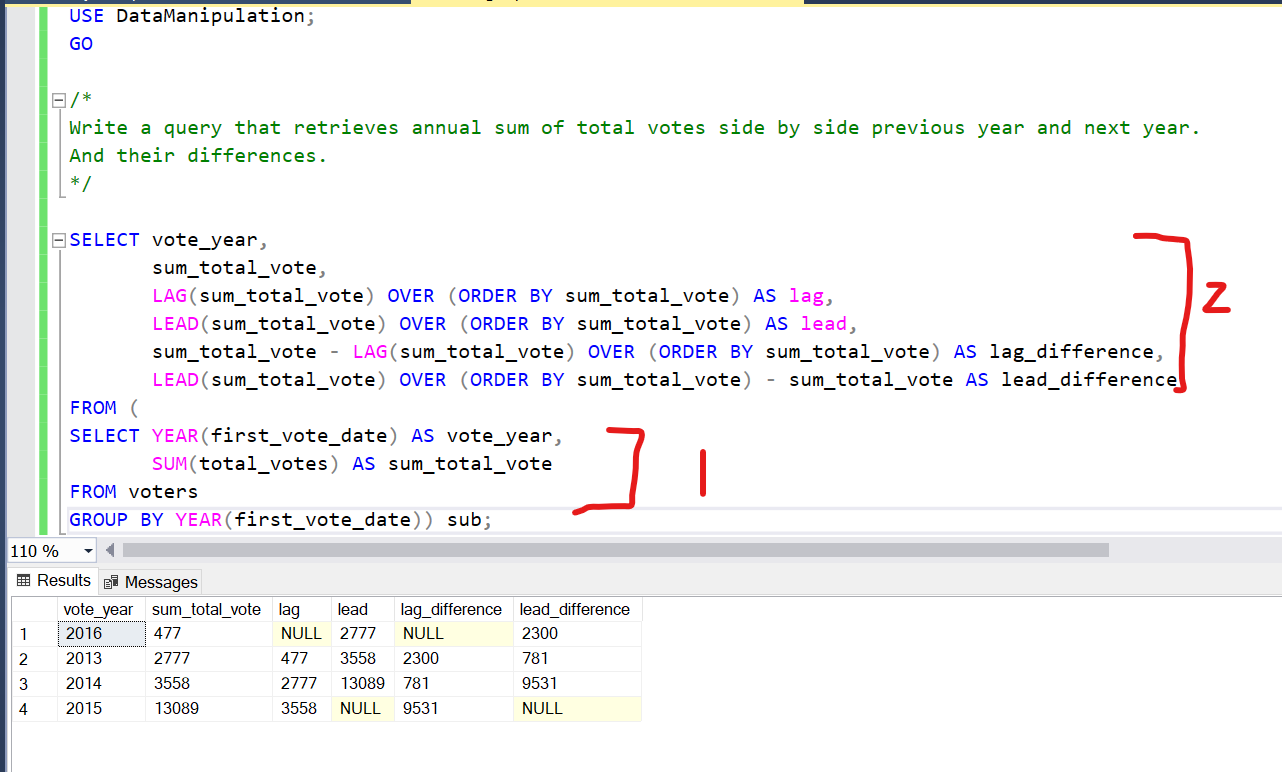 USE DataManipulation;
GO
/*
Write a query that retrieves annual sum of total votes side by side previous year and next year.
And their differences.
*/
SELECT vote_year,
sum_total_vote,
LAG(sum_total_vote) OVER (ORDER BY sum_total_vote) AS lag,
LEAD(sum_total_vote) OVER (ORDER BY sum_total_vote) AS lead,
sum_total_vote - LAG(sum_total_vote) OVER (ORDER BY sum_total_vote) AS lag_difference,
LEAD(sum_total_vote) OVER (ORDER BY sum_total_vote) - sum_total_vote AS lead_difference
2
FROM (
SELECT YEAR(first_vote_date) AS vote_year,
SUM(total_votes) AS sum_total_vote
FROM voters
GROUP BY YEAR(first_vote_date)) sub;
1
110 %
Results Messages
vote_year sum_total_vote lag lead lag_difference lead_difference
1 2016 477 NULL 2777 NULL 2300
2 2013 2777 477 3558 2300 781
3 2014 3558 2777 13089 781 9531
4 2015 13089 3558 NULL 9531 NULL